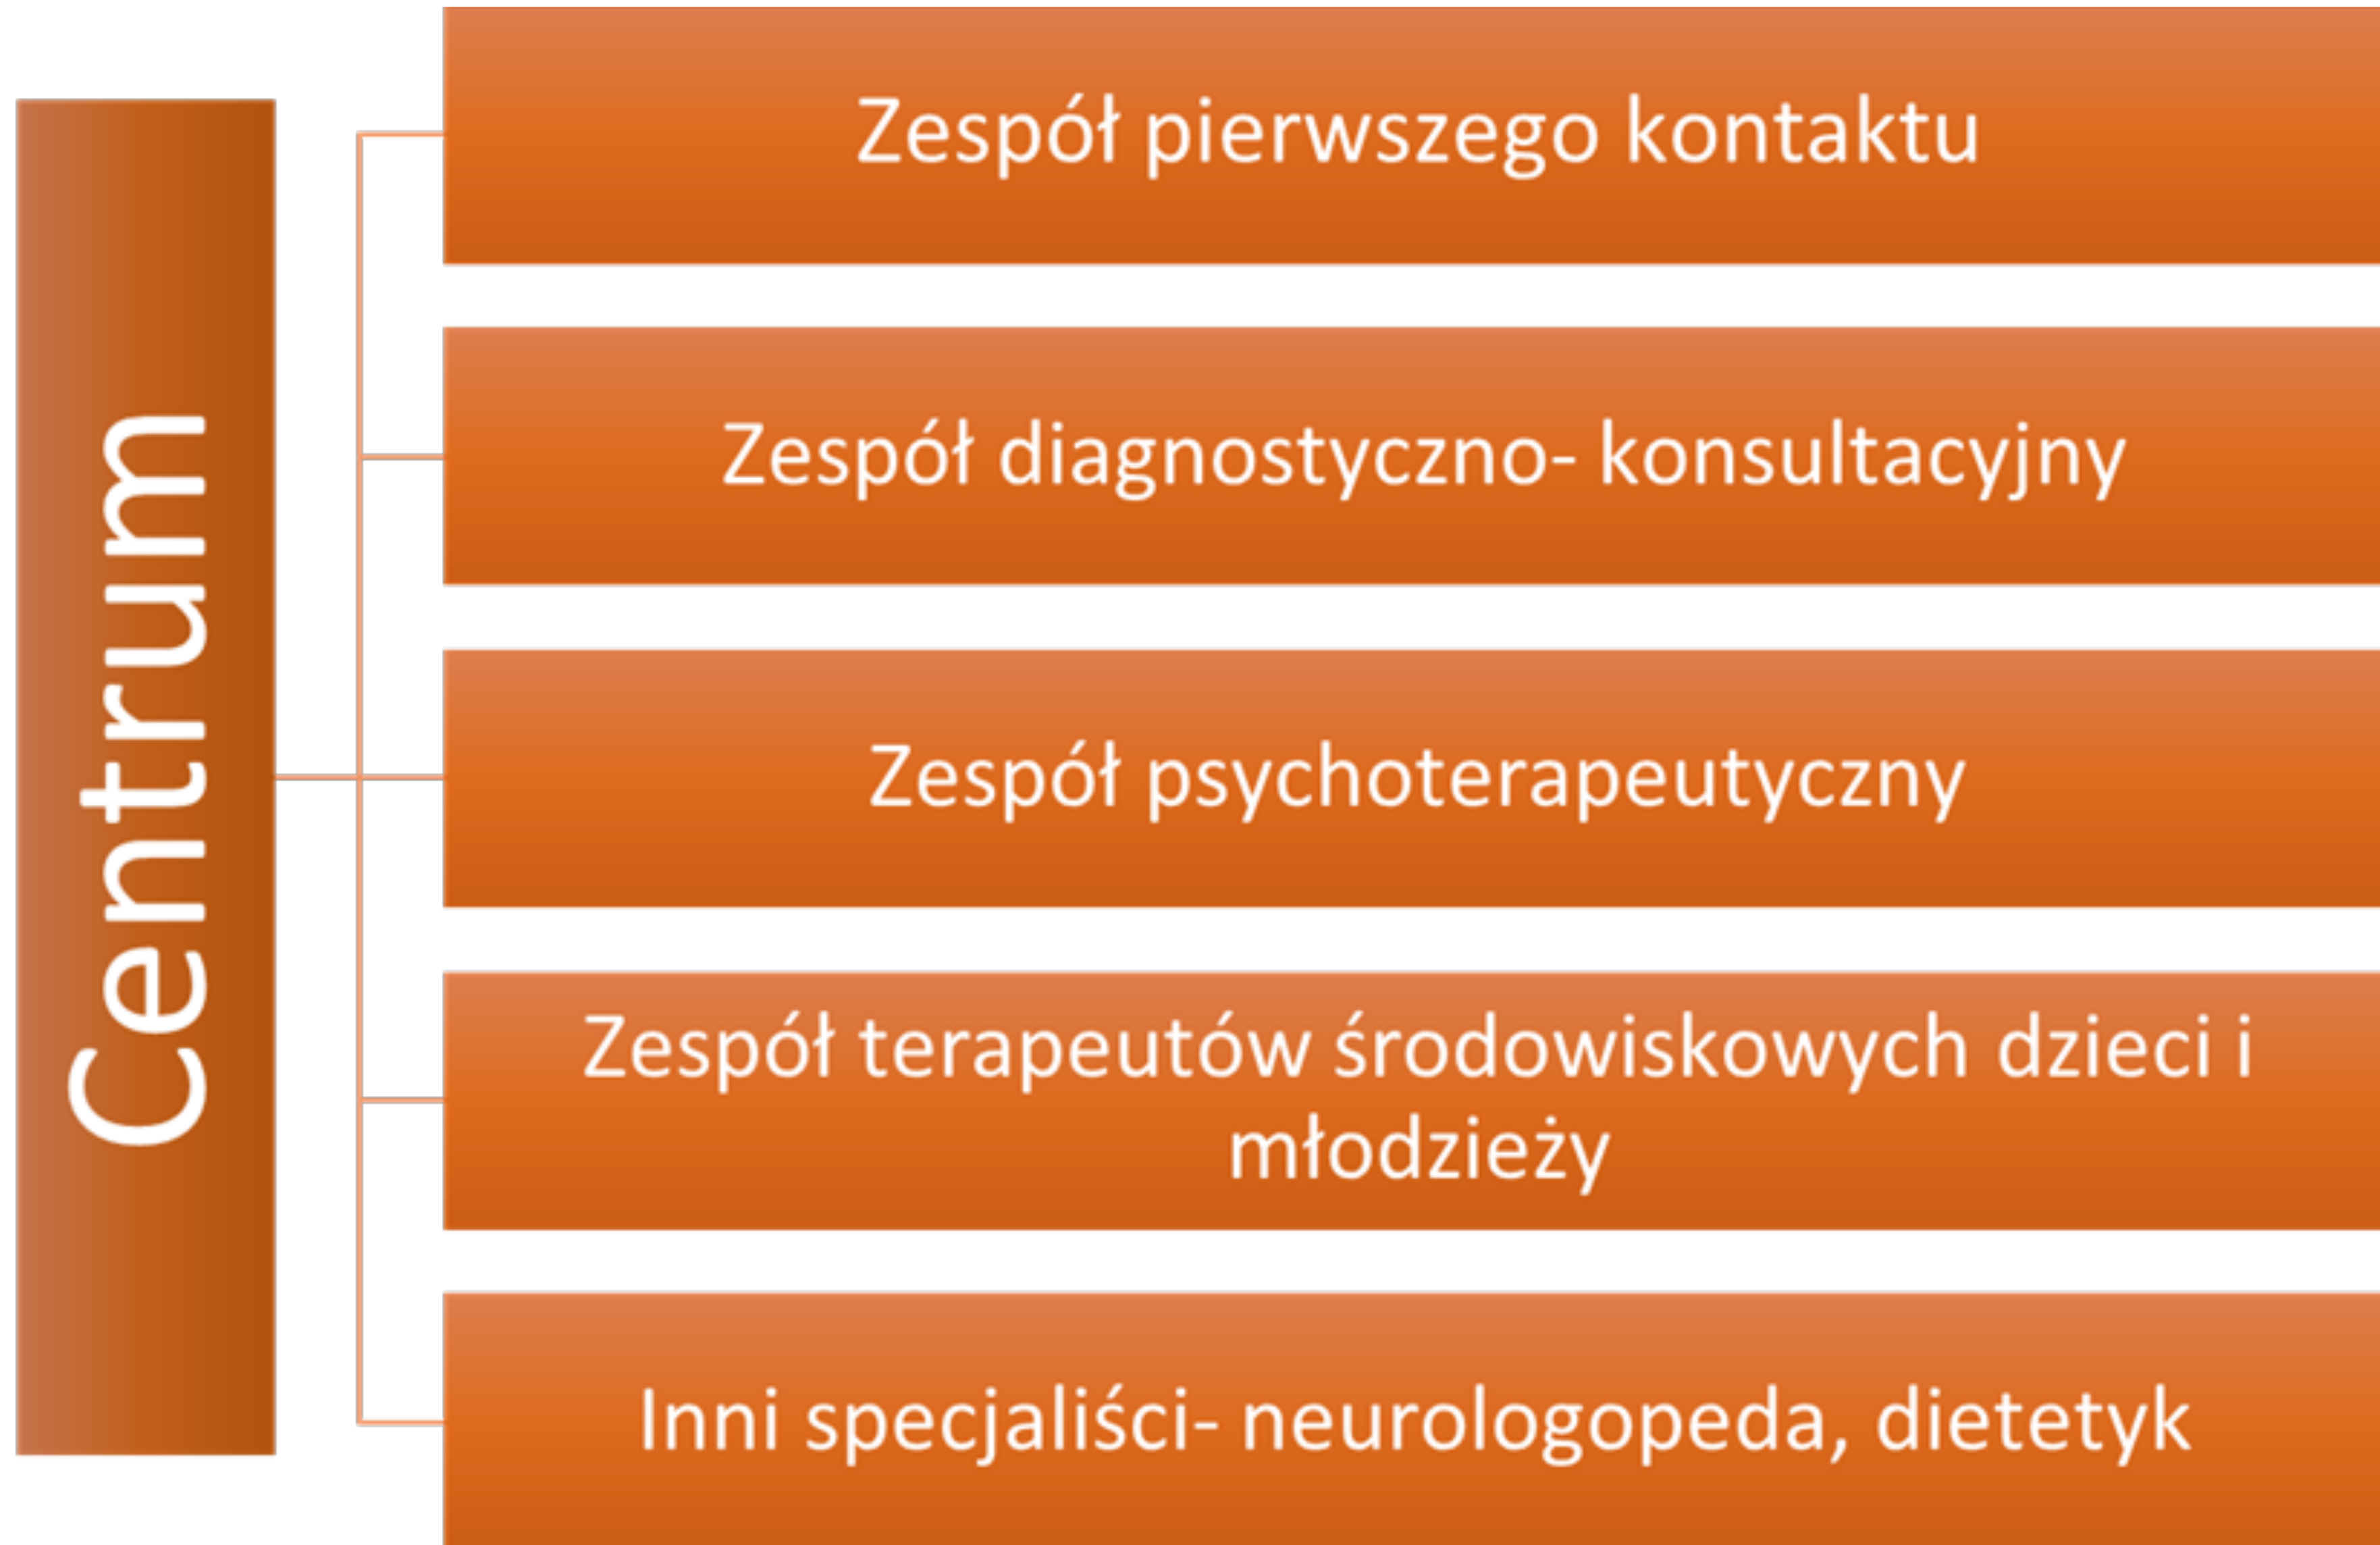 Centrum
Zespół pierwszego kontaktu
Zespół diagnostyczno- konsultacyjny
Zespół psychoterapeutyczny
Zespół terapeutów środowiskowych dzieci i
młodzieży
Inni specjaliści- neurologopeda, dietetyk